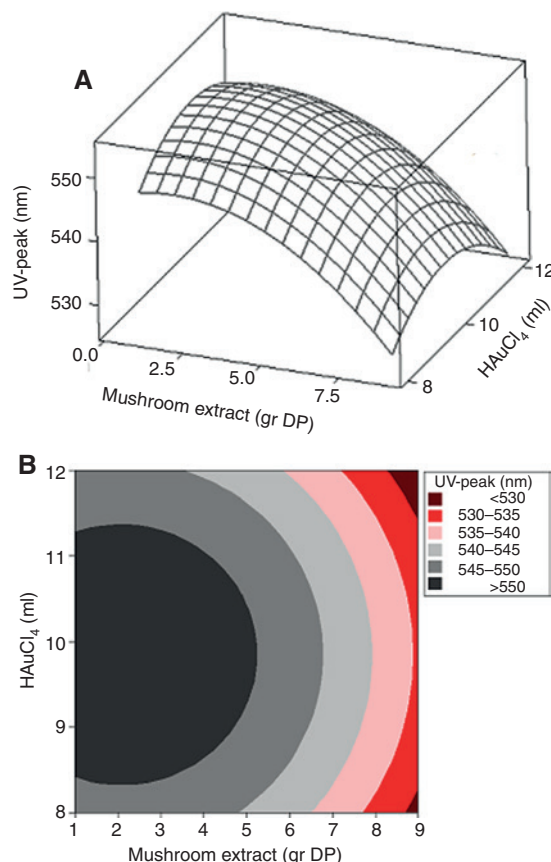 A
UV-peak (nm)
550
540
530
0.0
2.5
5.0
7.5
Mushroom extract (gr DP)
8
10
12
HAuCl₄ (ml)
B
HAuCl₄ (ml)
12
11
10
9
8
1 2 3 4 5 6 7 8 9
Mushroom extract (gr DP)
UV-peak (nm)
<530
530–535
535–540
540–545
545–550
>550